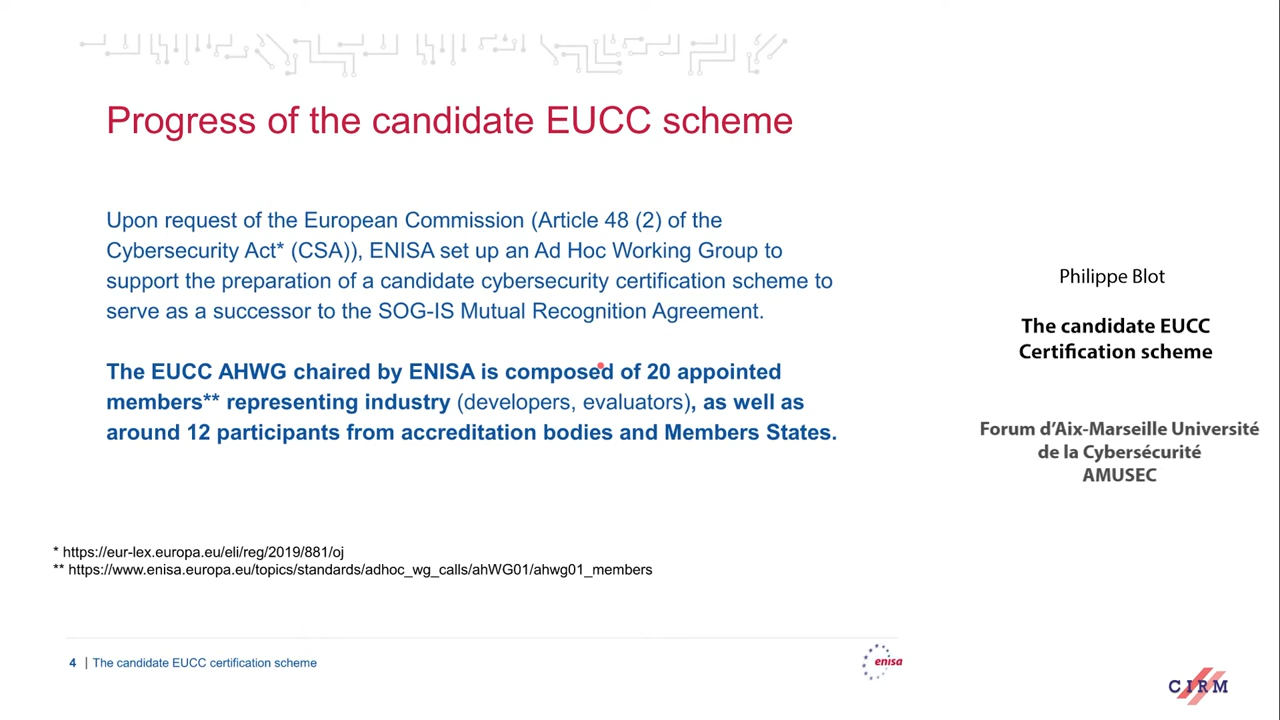 Progress of the candidate EUCC scheme
Upon request of the European Commission (Article 48 (2) of the
Cybersecurity Act* (CSA)), ENISA set up an Ad Hoc Working Group to
support the preparation of a candidate cybersecurity certification scheme to
serve as a successor to the SOG-IS Mutual Recognition Agreement.
The EUCC AHWG chaired by ENISA is composed of 20 appointed
members** representing industry (developers, evaluators), as well as
around 12 participants from accreditation bodies and Members States.
* https://eur-lex.europa.eu/eli/reg/2019/881/oj
** https://www.enisa.europa.eu/topics/standards/adhoc_wg_calls/ahWG01/ahwg01_members
4 | The candidate EUCC certification scheme
enisa
Philippe Blot
The candidate EUCC
Certification scheme
Forum d'Aix-Marseille Université
de la Cybersécurité
AMUSEC
CIRM